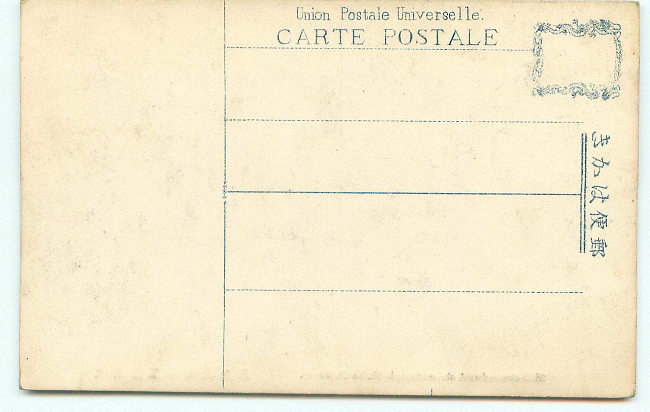 Union Postale Universelle.
CARTE POSTALE
郵便はかき